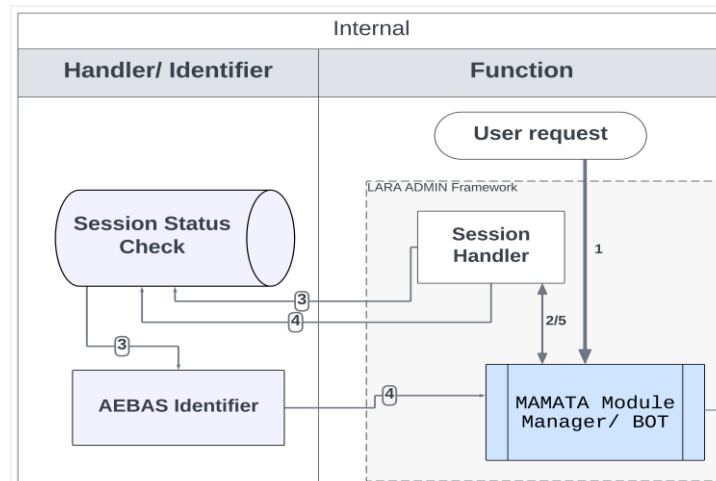 Internal
Handler/ Identifier
Function
User request
LARA ADMIN Framework
Session Status
Check
Session
Handler
1
3
4
2/5
3
AEBAS Identifier
4
MAMATA Module
Manager/ BOT